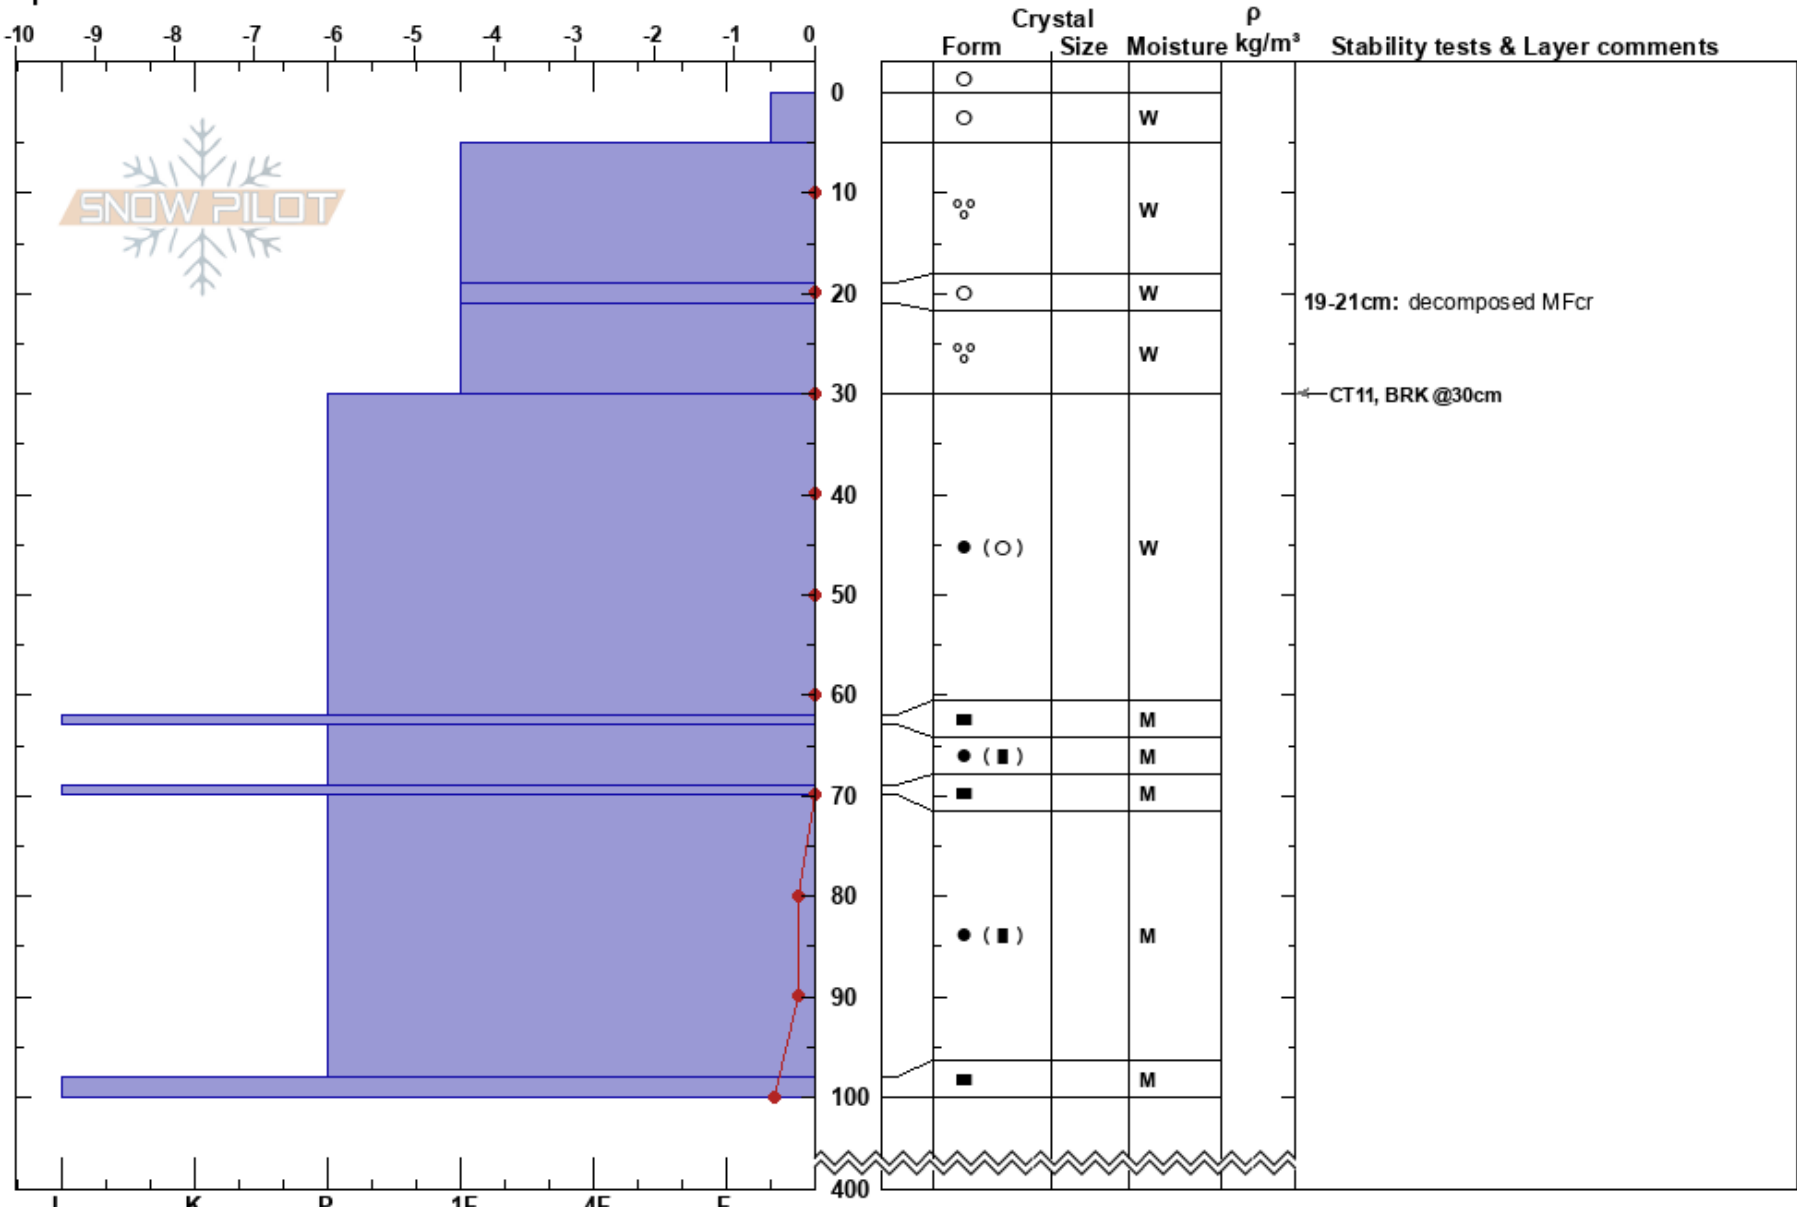 Crystal ρ
-10 -9 -8 -7 -6 -5 -4 -3 -2 -1 0 Form Size Moisture kg/m³ Stability tests & Layer comments
0
W
SNOW PILOT
10 W
20 W 19-21cm: decomposed MFcr
W
30 CT11, BRK @30cm
40
( ) W
50
60
M
( ) M
70 M
80
( ) M
90
M
100
400
I K P 1F 4F F